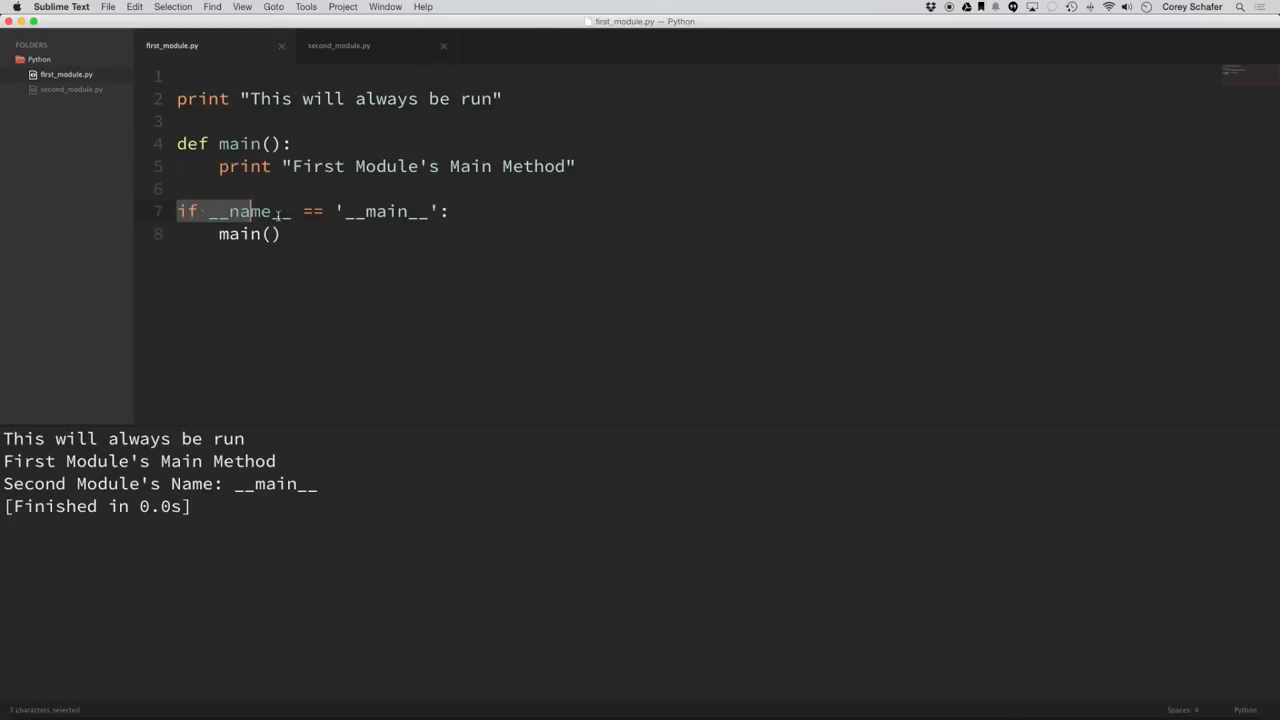 Sublime Text File Edit Selection Find View Goto Tools Project Window Help Corey Schafer
first_module.py — Python
FOLDERS
Python
first_module.py
second_module.py
first_module.py second_module.py
1
2 print "This will always be run"
3
4 def main():
5 print "First Module's Main Method"
6
7 if __name__ == '__main__':
8 main()
This will always be run
First Module's Main Method
Second Module's Name: __main__
[Finished in 0.0s]
characters selected
Spaces: 4 Python